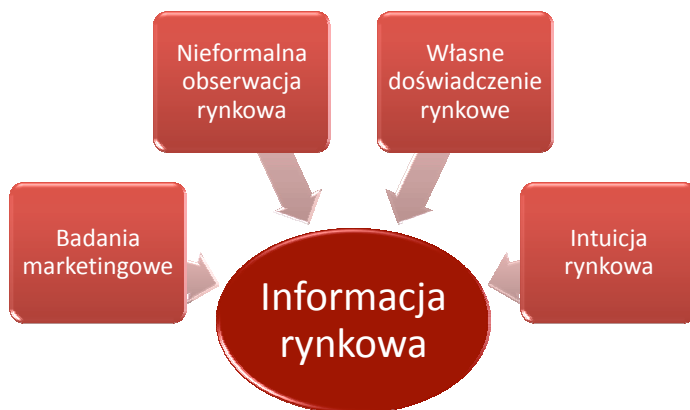 Nieformalna
obserwacja
rynkowa
Własne
doświadczenie
rynkowe
Badania
marketingowe
Intuicja
rynkowa
Informacja
rynkowa